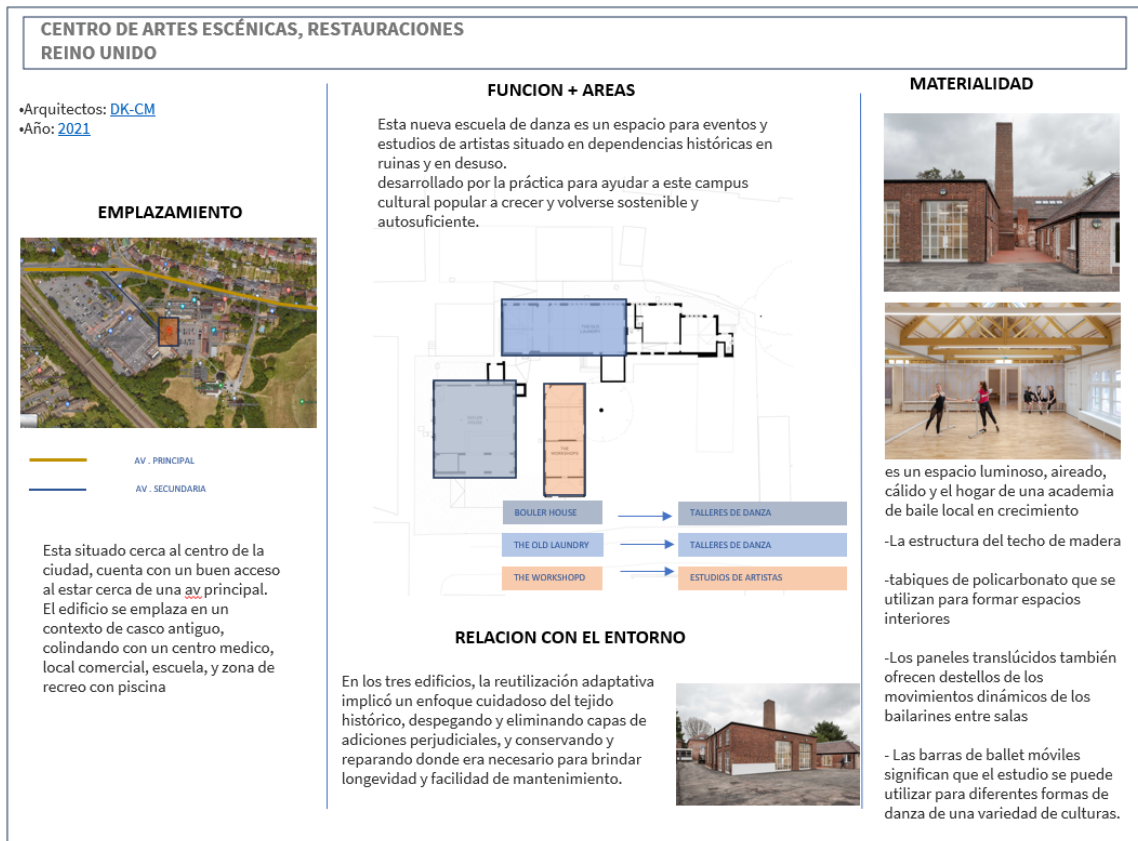 CENTRO DE ARTES ESCÉNICAS, RESTAURACIONES
REINO UNIDO
•Arquitectos: DK-CM
•Año: 2021
EMPLAZAMIENTO
AV . PRINCIPAL
AV . SECUNDARIA
Esta situado cerca al centro de la
ciudad, cuenta con un buen acceso
al estar cerca de una av principal.
El edificio se emplaza en un
contexto de casco antiguo,
colindando con un centro medico,
local comercial, escuela, y zona de
recreo con piscina
FUNCION + AREAS
Esta nueva escuela de danza es un espacio para eventos y
estudios de artistas situado en dependencias históricas en
ruinas y en desuso.
desarrollado por la práctica para ayudar a este campus
cultural popular a crecer y volverse sostenible y
autosuficiente.
THE OLD
LAUNDRY
HOUSE
THE
WORKSHOPS
BOULER HOUSE
TALLERES DE DANZA
THE OLD LAUNDRY
TALLERES DE DANZA
THE WORKSHOPD
ESTUDIOS DE ARTISTAS
RELACION CON EL ENTORNO
En los tres edificios, la reutilización adaptativa
implicó un enfoque cuidadoso del tejido
histórico, despegando y eliminando capas de
adiciones perjudiciales, y conservando y
reparando donde era necesario para brindar
longevidad y facilidad de mantenimiento.
MATERIALIDAD
es un espacio luminoso, aireado,
cálido y el hogar de una academia
de baile local en crecimiento
-La estructura del techo de madera
-tabiques de policarbonato que se
utilizan para formar espacios
interiores
-Los paneles translúcidos también
ofrecen destellos de los
movimientos dinámicos de los
bailarines entre salas
- Las barras de ballet móviles
significan que el estudio se puede
utilizar para diferentes formas de
danza de una variedad de culturas.